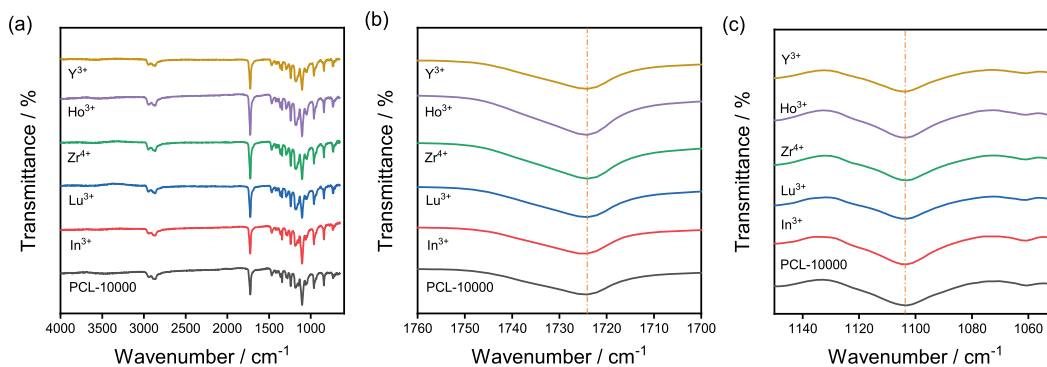 (a)
Transmittance / %
Y³⁺
Ho³⁺
Zr⁴⁺
Lu³⁺
In³⁺
PCL-10000
4000 3500 3000 2500 2000 1500 1000
Wavenumber / cm⁻¹
(b)
Transmittance / %
Y³⁺
Ho³⁺
Zr⁴⁺
Lu³⁺
In³⁺
PCL-10000
1760 1750 1740 1730 1720 1710 1700
Wavenumber / cm⁻¹
(c)
Transmittance / %
Y³⁺
Ho³⁺
Zr⁴⁺
Lu³⁺
In³⁺
PCL-10000
1140 1120 1100 1080 1060
Wavenumber / cm⁻¹